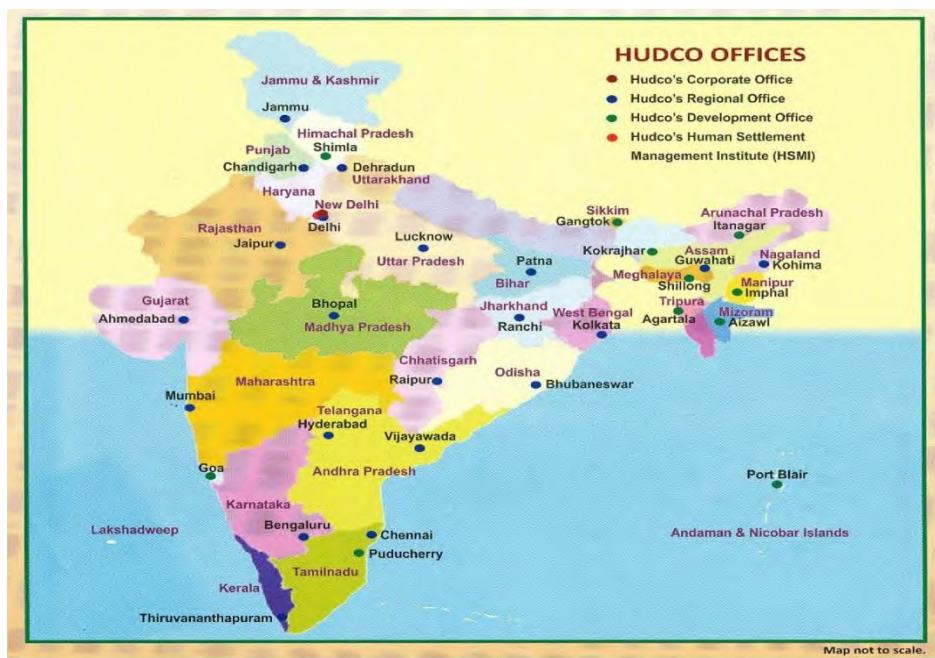 HUDCO OFFICES
Hudco's Corporate Office
Hudco's Regional Office
Hudco's Development Office
Hudco's Human Settlement
Management Institute (HSMI)
Jammu & Kashmir
Jammu
Himachal Pradesh
Shimla
Punjab
Chandigarh
Dehradun
Uttarakhand
Haryana
New Delhi
Delhi
Rajasthan
Jaipur
Lucknow
Uttar Pradesh
Patna
Bihar
Sikkim
Gangtok
Arunachal Pradesh
Itanagar
Kokrajhar
Assam
Guwahati
Nagaland
Kohima
Meghalaya
Shillong
Manipur
Imphal
Gujarat
Ahmedabad
Bhopal
Madhya Pradesh
Jharkhand
Ranchi
West Bengal
Kolkata
Tripura
Agartala
Mizoram
Aizawl
Chhatisgarh
Raipur
Odisha
Bhubaneswar
Maharashtra
Mumbai
Telangana
Hyderabad
Vijayawada
Goa
Andhra Pradesh
Port Blair
Karnataka
Bengaluru
Lakshadweep
Chennai
Puducherry
Andaman & Nicobar Islands
Tamilnadu
Kerala
Thiruvananthapuram
Map not to scale.